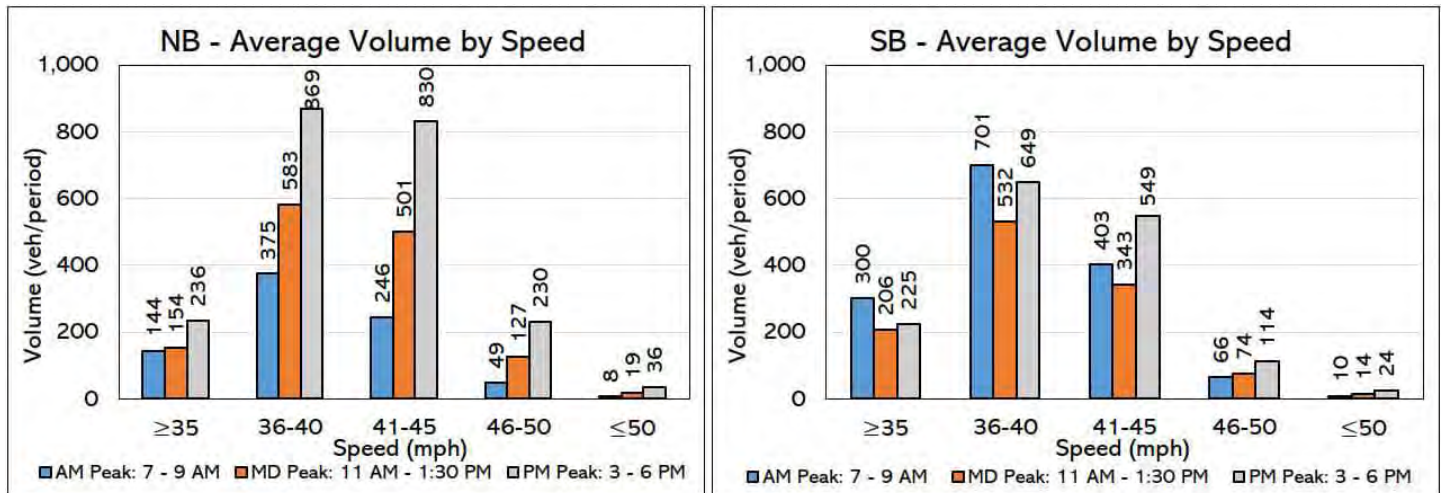 NB - Average Volume by Speed
Volume (veh/period)
1,000
800
600
400
200
0
144 154 236
375 583 869
246 501 830
49 127 230
8 19 36
≥35 36-40 41-45 46-50 ≤50
Speed (mph)
AM Peak: 7 - 9 AM MD Peak: 11 AM - 1:30 PM PM Peak: 3 - 6 PM
SB - Average Volume by Speed
Volume (veh/period)
1,000
800
600
400
200
0
300 206 225
701 532 649
403 343 549
66 74 114
10 14 24
≥35 36-40 41-45 46-50 ≤50
Speed (mph)
AM Peak: 7 - 9 AM MD Peak: 11 AM - 1:30 PM PM Peak: 3 - 6 PM